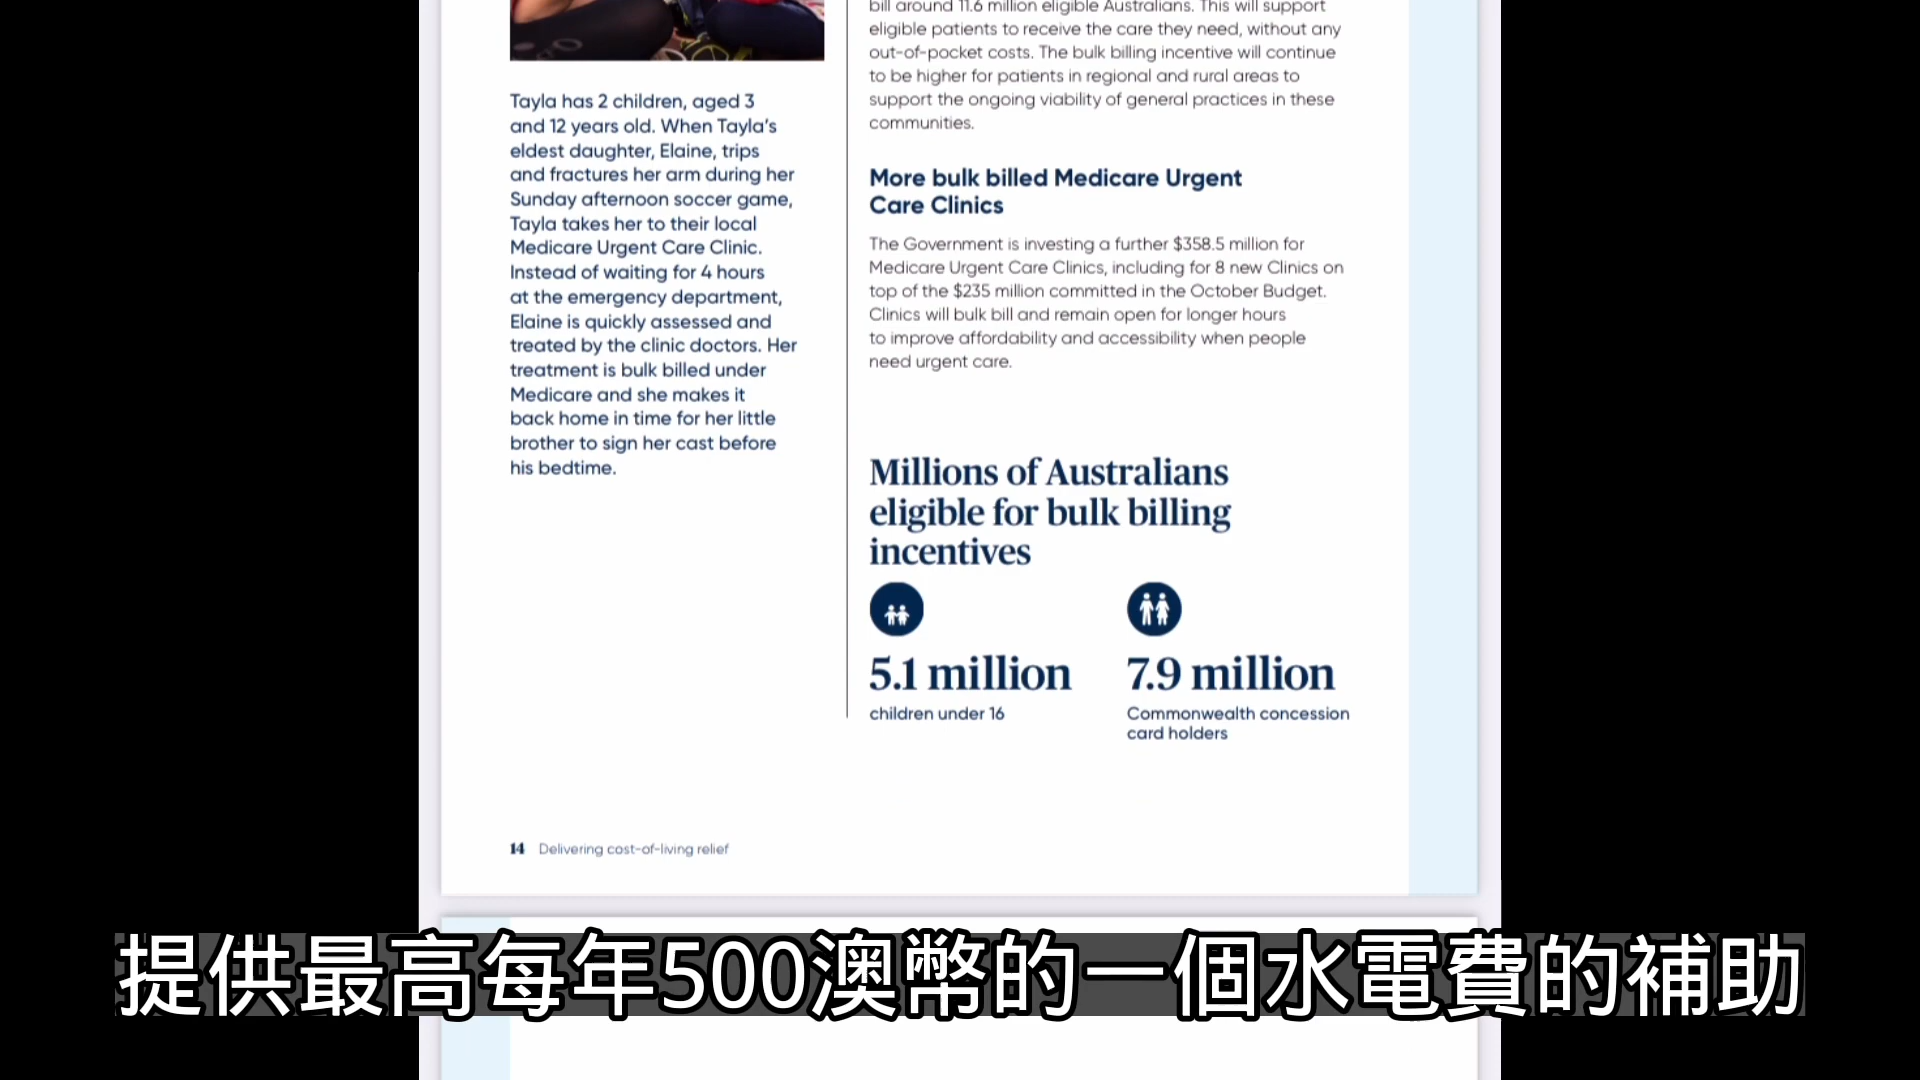 Tayla has 2 children, aged 3
and 12 years old. When Tayla's
eldest daughter, Elaine, trips
and fractures her arm during her
Sunday afternoon soccer game,
Tayla takes her to their local
Medicare Urgent Care Clinic.
Instead of waiting for 4 hours
at the emergency department,
Elaine is quickly assessed and
treated by the clinic doctors. Her
treatment is bulk billed under
Medicare and she makes it
back home in time for her little
brother to sign her cast before
his bedtime.
bill around 11.6 million eligible Australians. This will support
eligible patients to receive the care they need, without any
out-of-pocket costs. The bulk billing incentive will continue
to be higher for patients in regional and rural areas to
support the ongoing viability of general practices in these
communities.
More bulk billed Medicare Urgent
Care Clinics
The Government is investing a further $358.5 million for
Medicare Urgent Care Clinics, including for 8 new Clinics on
top of the $235 million committed in the October Budget.
Clinics will bulk bill and remain open for longer hours
to improve affordability and accessibility when people
need urgent care.
Millions of Australians
eligible for bulk billing
incentives
5.1 million
children under 16
7.9 million
Commonwealth concession
card holders
14 Delivering cost-of-living relief
提供最高每年500澳幣的一個水電費的補助